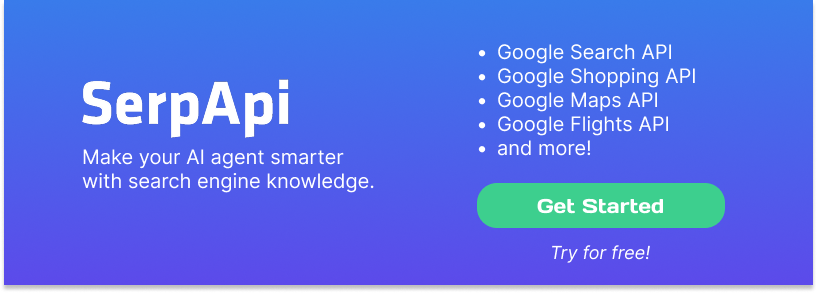 SerpApi
Make your AI agent smarter
with search engine knowledge.
• Google Search API
• Google Shopping API
• Google Maps API
• Google Flights API
• and more!
Get Started
Try for free!